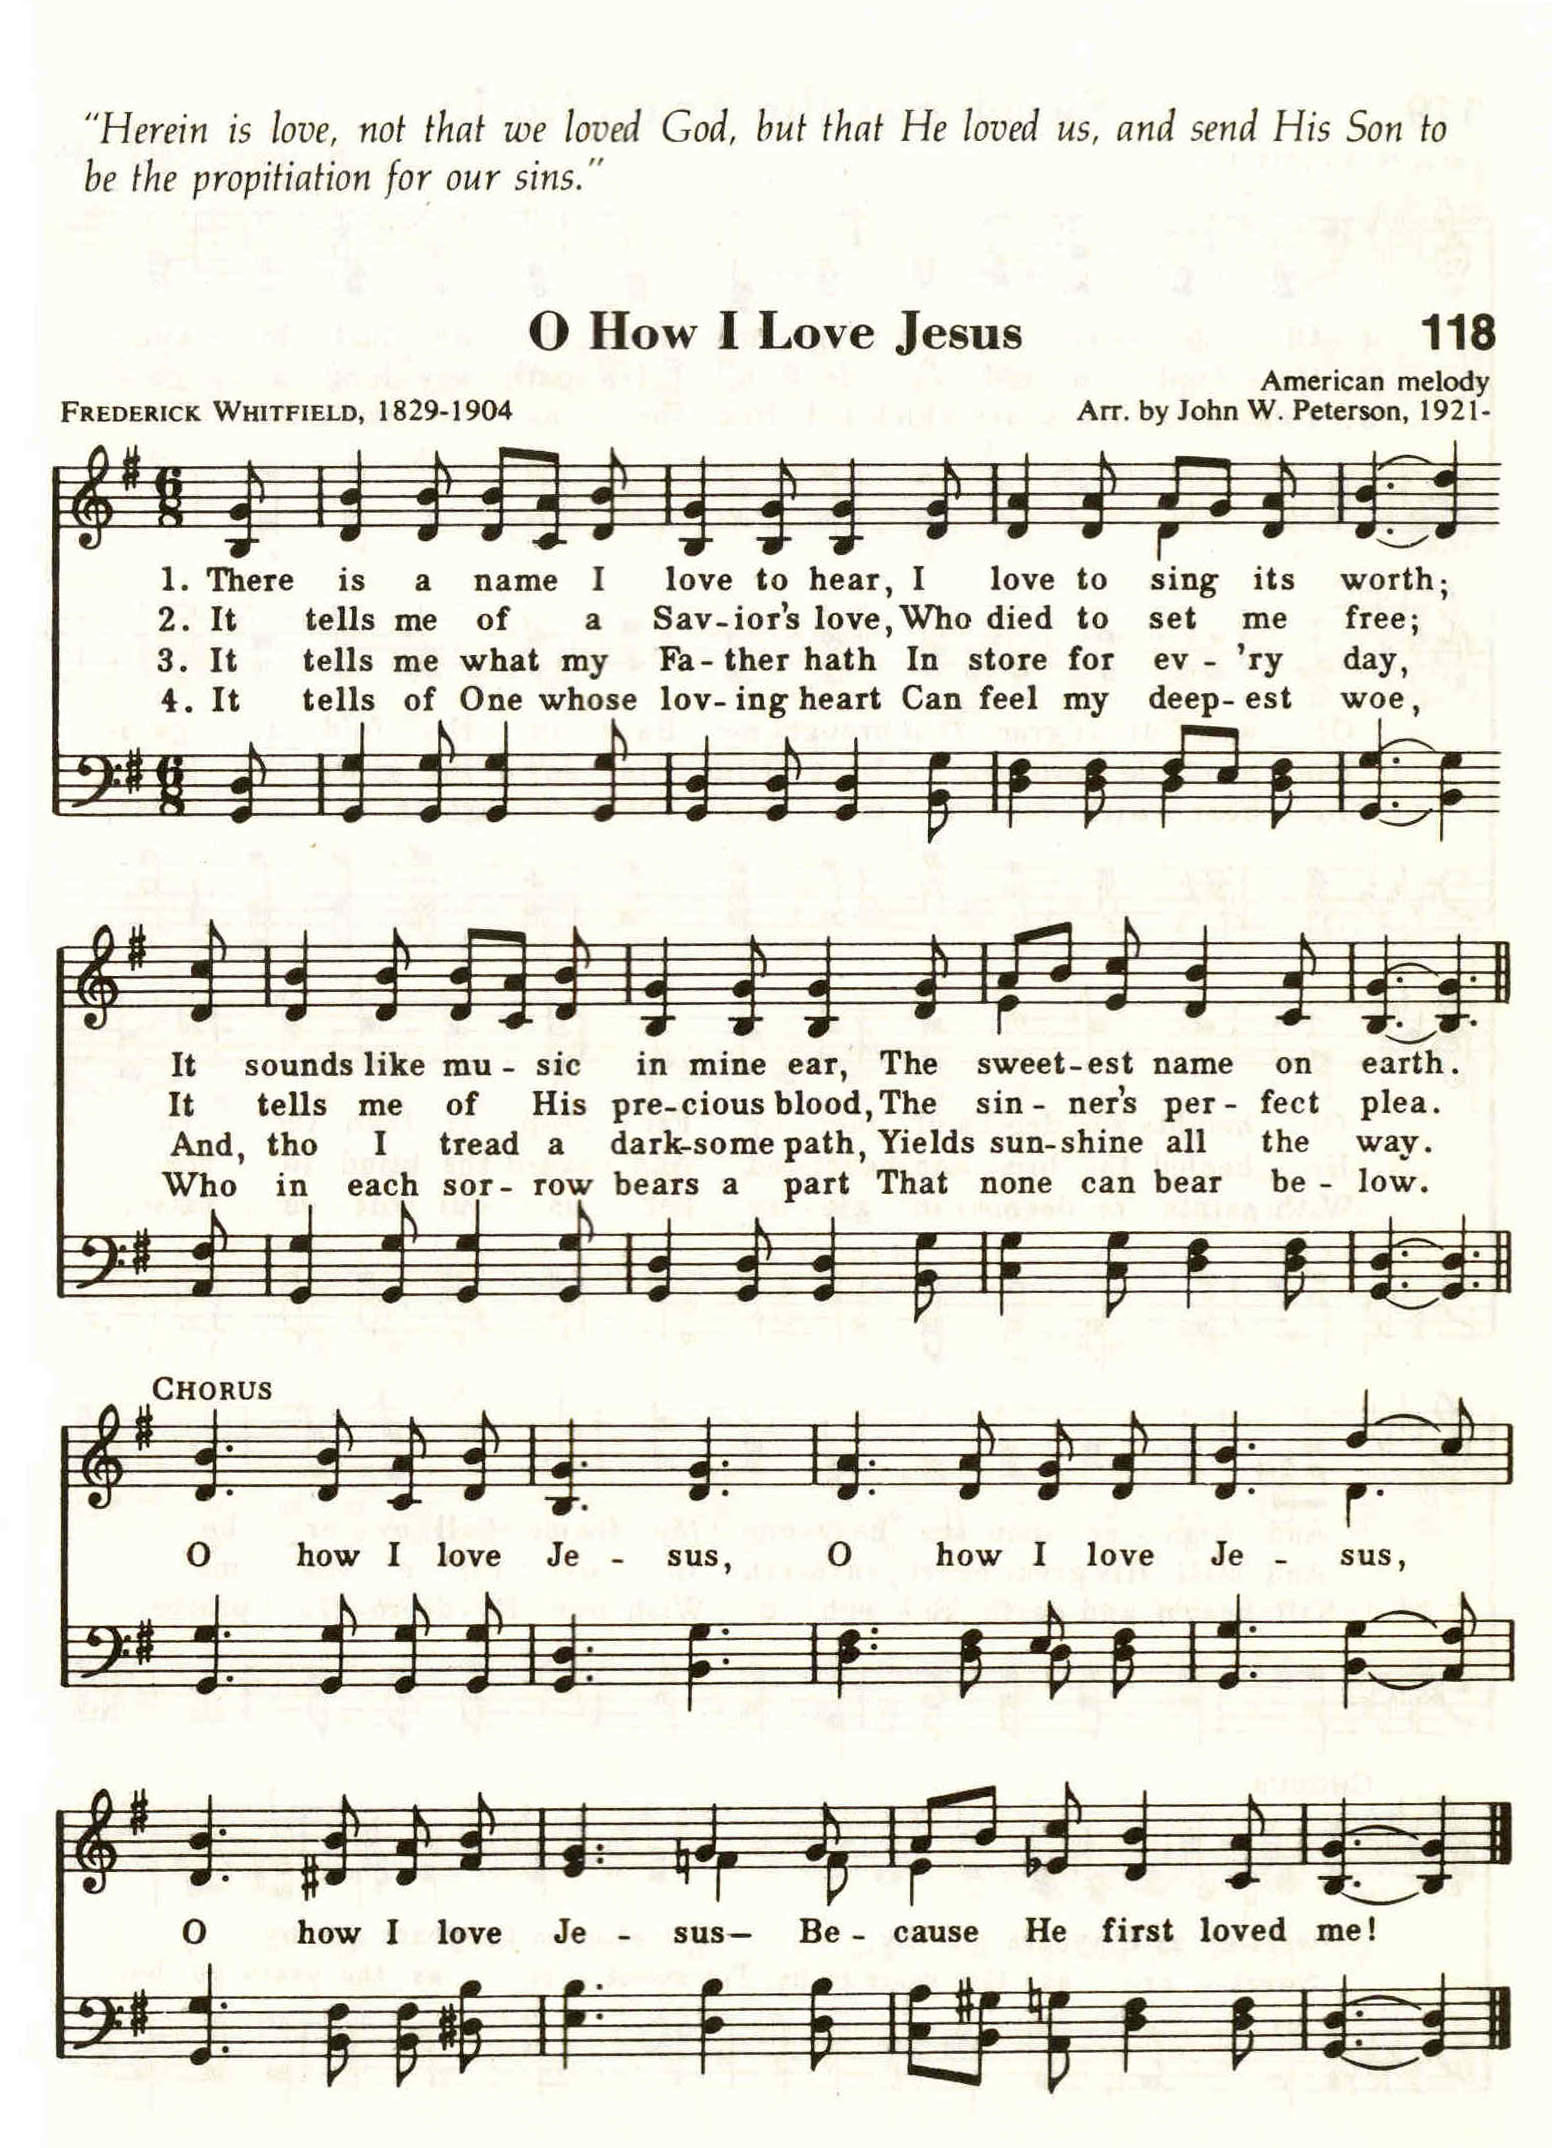 "Herein is love, not that we loved God, but that He loved us, and send His Son to
be the propitiation for our sins."
O How I Love Jesus 118
American melody
FREDERICK WHITFIELD, 1829-1904 Arr. by John W. Peterson, 1921-
1. There is a name I love to hear, I love to sing its worth;
2. It tells me of a Sav-ior's love, Who died to set me free;
3. It tells me what my Fa-ther hath In store for ev-'ry day,
4. It tells of One whose lov-ing heart Can feel my deep-est woe,
It sounds like mu-sic in mine ear, The sweet-est name on earth.
It tells me of His pre-cious blood, The sin-ner's per-fect plea.
And, tho I tread a dark-some path, Yields sun-shine all the way.
Who in each sor-row bears a part That none can bear be-low.
CHORUS
O how I love Je-sus, O how I love Je-sus,
O how I love Je-sus— Be-cause He first loved me!